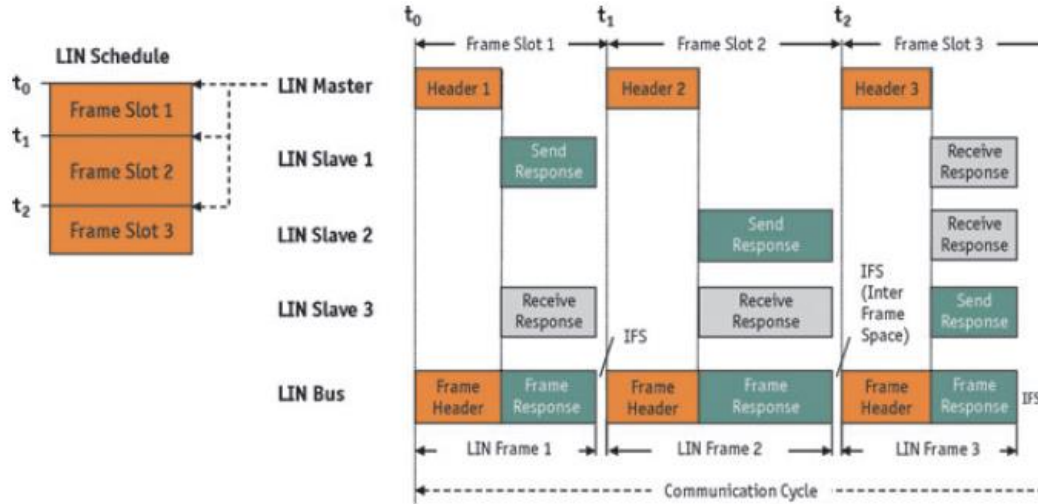 t0 t1 t2
Frame Slot 1 Frame Slot 2 Frame Slot 3
LIN Schedule
t0
Frame Slot 1
t1
Frame Slot 2
t2
Frame Slot 3
LIN Master
Header 1 Header 2 Header 3
LIN Slave 1
Send
Response
Receive
Response
LIN Slave 2
Send
Response
Receive
Response
LIN Slave 3
Receive
Response
Receive
Response
Send
Response
IFS
IFS
(Inter
Frame
Space)
LIN Bus
Frame
Header
Frame
Response
Frame
Header
Frame
Response
Frame
Header
Frame
Response
IFS
LIN Frame 1 LIN Frame 2 LIN Frame 3
Communication Cycle